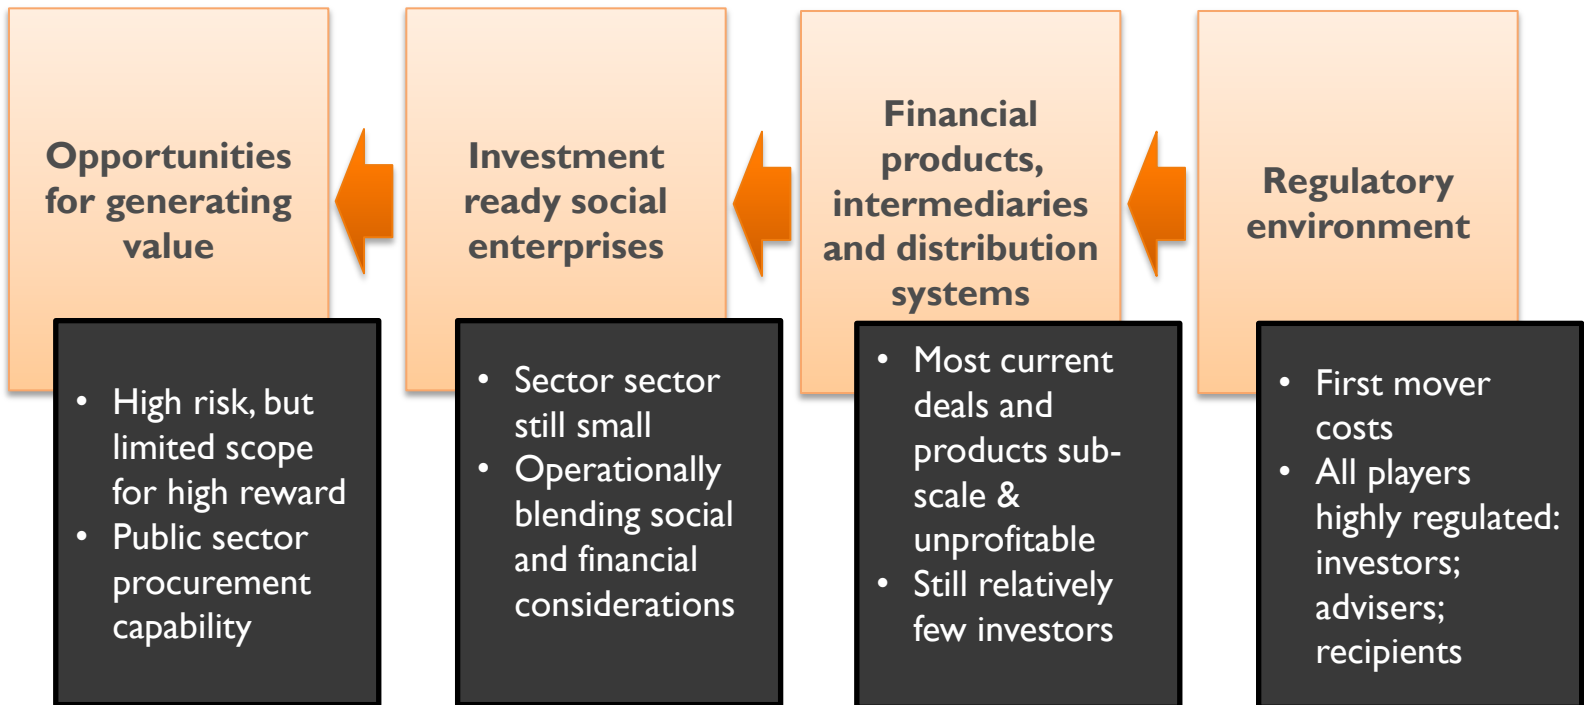 Opportunities
for generating
value
• High risk, but
limited scope
for high reward
• Public sector
procurement
capability
Investment
ready social
enterprises
• Sector sector
still small
• Operationally
blending social
and financial
considerations
Financial
products,
intermediaries
and distribution
systems
• Most current
deals and
products sub-
scale &
unprofitable
• Still relatively
few investors
Regulatory
environment
• First mover
costs
• All players
highly regulated:
investors;
advisers;
recipients